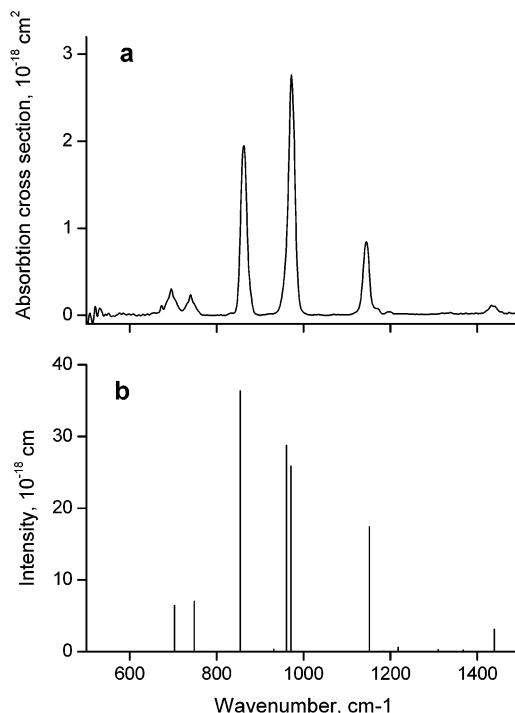 a
Absorbtion cross section, 10⁻¹⁸ cm²
3
2
1
0
b
Intensity, 10⁻¹⁸ cm
40
30
20
10
0
600 800 1000 1200 1400
Wavenumber, cm-1